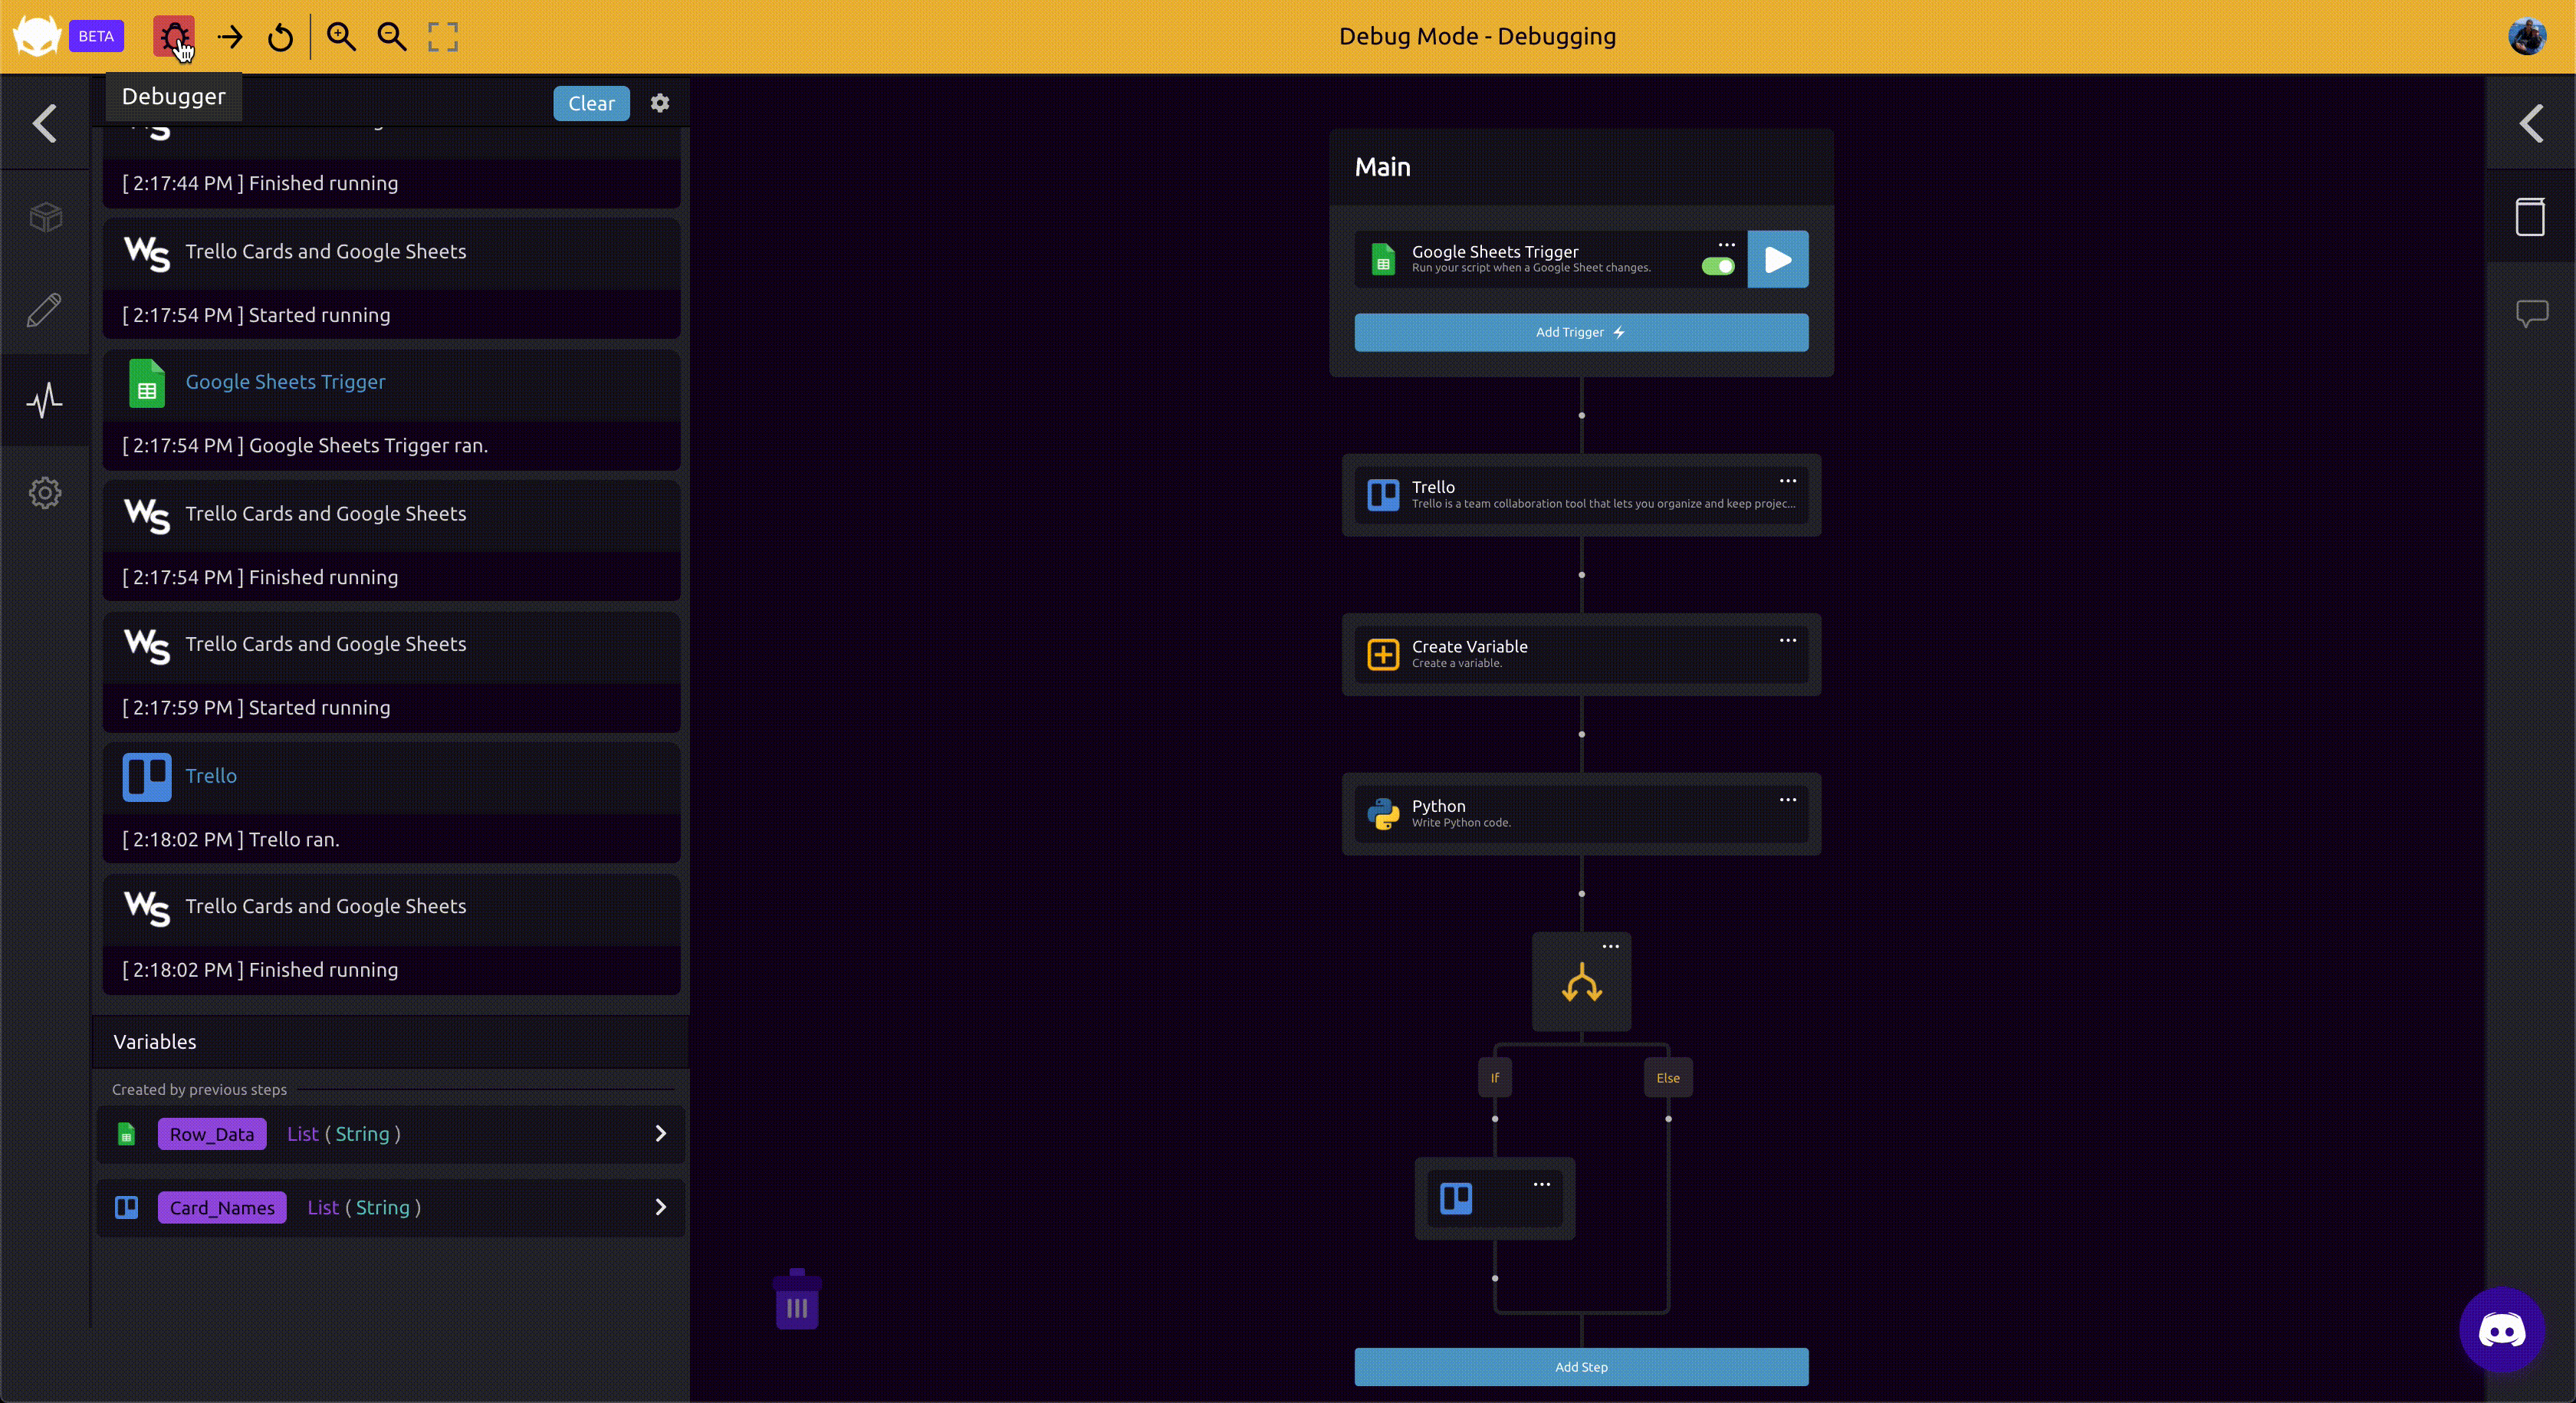 BETA
Debug Mode - Debugging
Debugger
Clear
[ 2:17:44 PM ] Finished running
WS Trello Cards and Google Sheets
[ 2:17:54 PM ] Started running
Google Sheets Trigger
[ 2:17:54 PM ] Google Sheets Trigger ran.
WS Trello Cards and Google Sheets
[ 2:17:54 PM ] Finished running
WS Trello Cards and Google Sheets
[ 2:17:59 PM ] Started running
Trello
[ 2:18:02 PM ] Trello ran.
WS Trello Cards and Google Sheets
[ 2:18:02 PM ] Finished running
Variables
Created by previous steps
Row_Data List ( String )
Card_Names List ( String )
Main
Google Sheets Trigger
Run your script when a Google Sheet changes.
Add Trigger
Trello
Trello is a team collaboration tool that lets you organize and keep projec...
Create Variable
Create a variable.
Python
Write Python code.
If
Else
Add Step